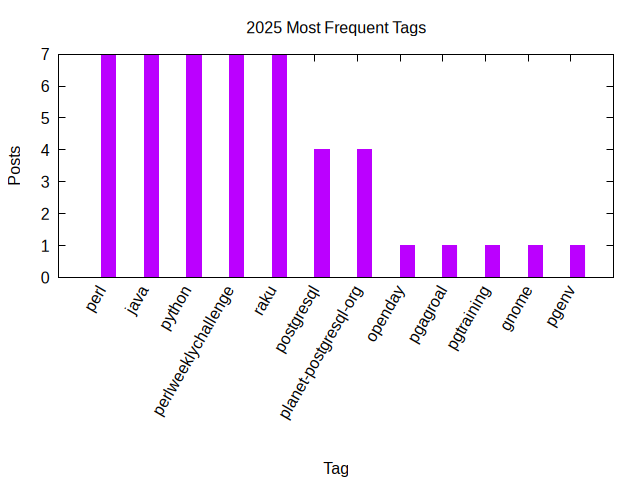 2025 Most Frequent Tags
7
6
5
4
3
2
1
0
Posts
perl
java
python
perlweeklychallenge
raku
postgresql
planet-postgresql-org
openday
pgagroal
pgtraining
gnome
pgenv
Tag